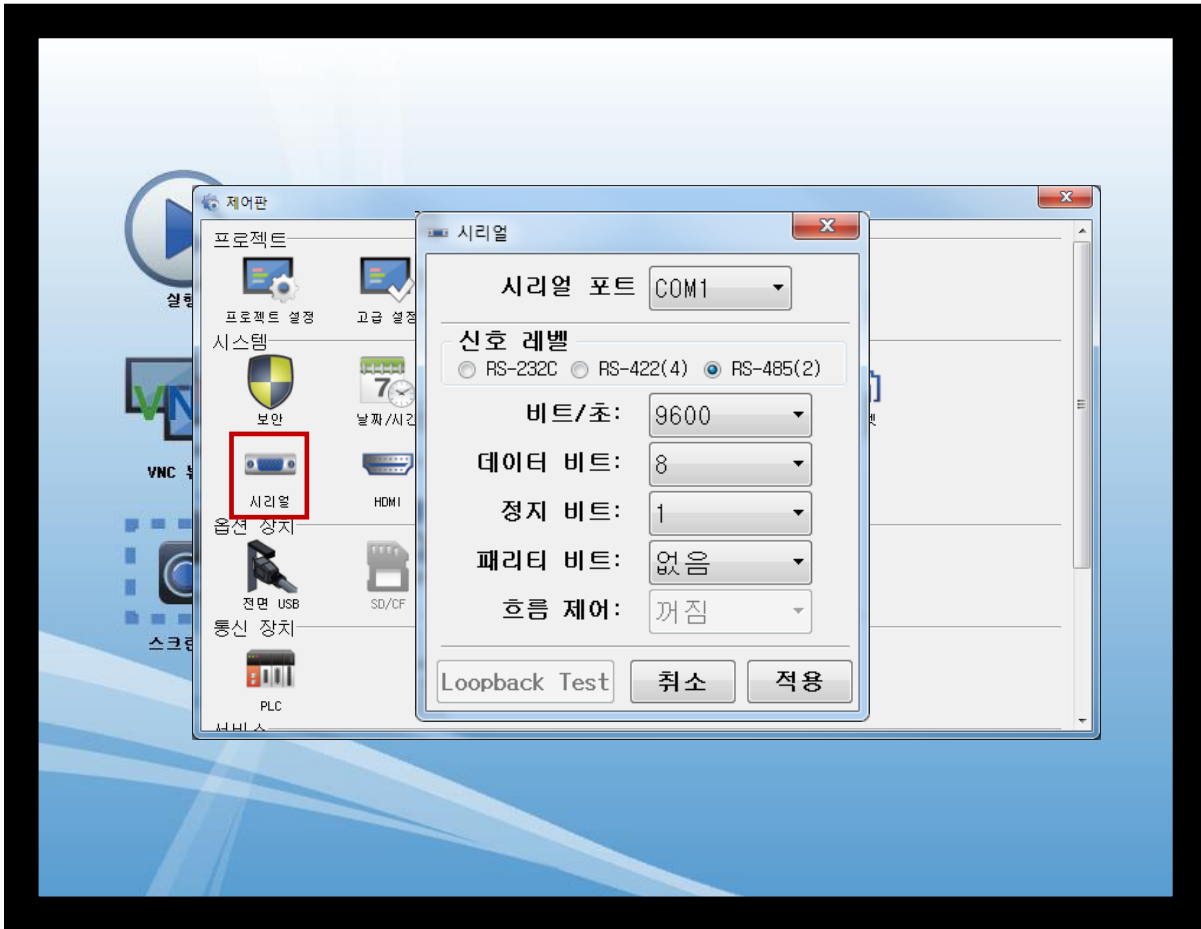 제어판
프로젝트
프로젝트 설정
고급 설정
시스템
보안
날짜/시간
시리얼
HDMI
옵션 장치
전면 USB
SD/CF
통신 장치
PLC
서비스
VNC
시리얼
시리얼 포트 COM1
신호 레벨
RS-232C RS-422(4) RS-485(2)
비트/초: 9600
데이터 비트: 8
정지 비트: 1
패리티 비트: 없음
흐름 제어: 꺼짐
Loopback Test 취소 적용